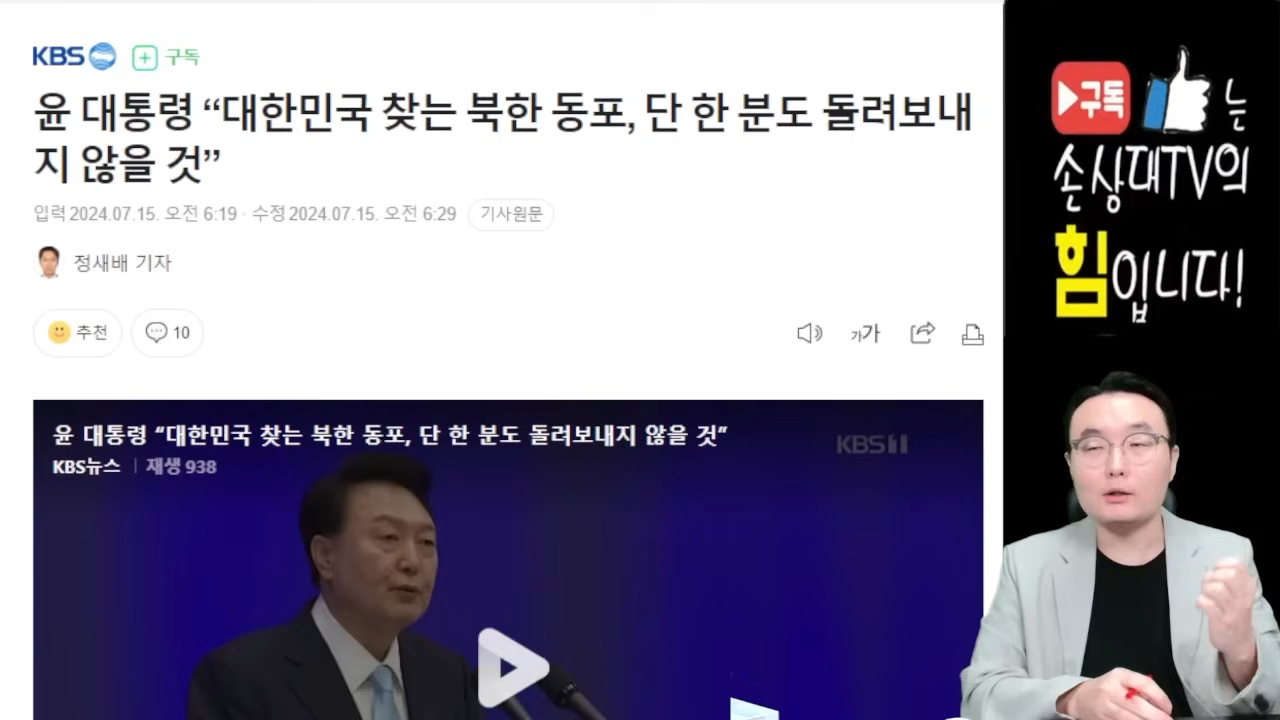 KBS
구독
윤 대통령 “대한민국 찾는 북한 동포, 단 한 분도 돌려보내
지 않을 것”
입력 2024.07.15. 오전 6:19 · 수정 2024.07.15. 오전 6:29 기사원문
정새배 기자
추천 10
가가
윤 대통령 “대한민국 찾는 북한 동포, 단 한 분도 돌려보내지 않을 것”
KBS뉴스 | 재생 938
KBS 1
구독 는
손상대TV의
힘입니다!